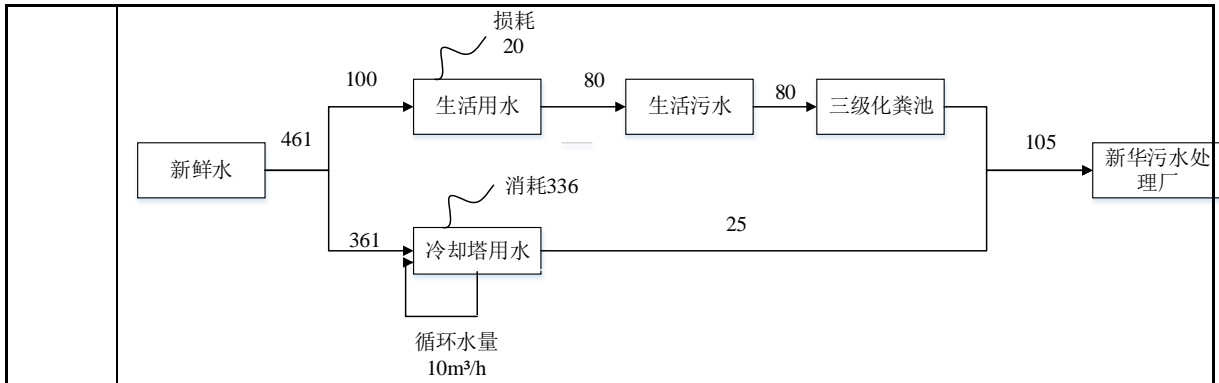 损耗
20
100
生活用水
80
生活污水
80
三级化粪池
461
新鲜水
105
新华污水处
理厂
消耗336
361
冷却塔用水
25
循环水量
10m³/h